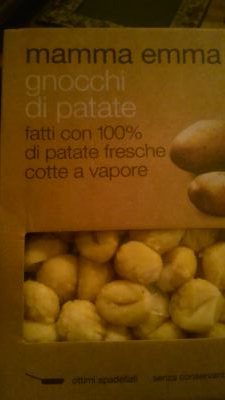 mamma emma
gnocchi
di patate
fatti con 100%
di patate fresche
cotte a vapore
ottimi spadellati senza conservanti